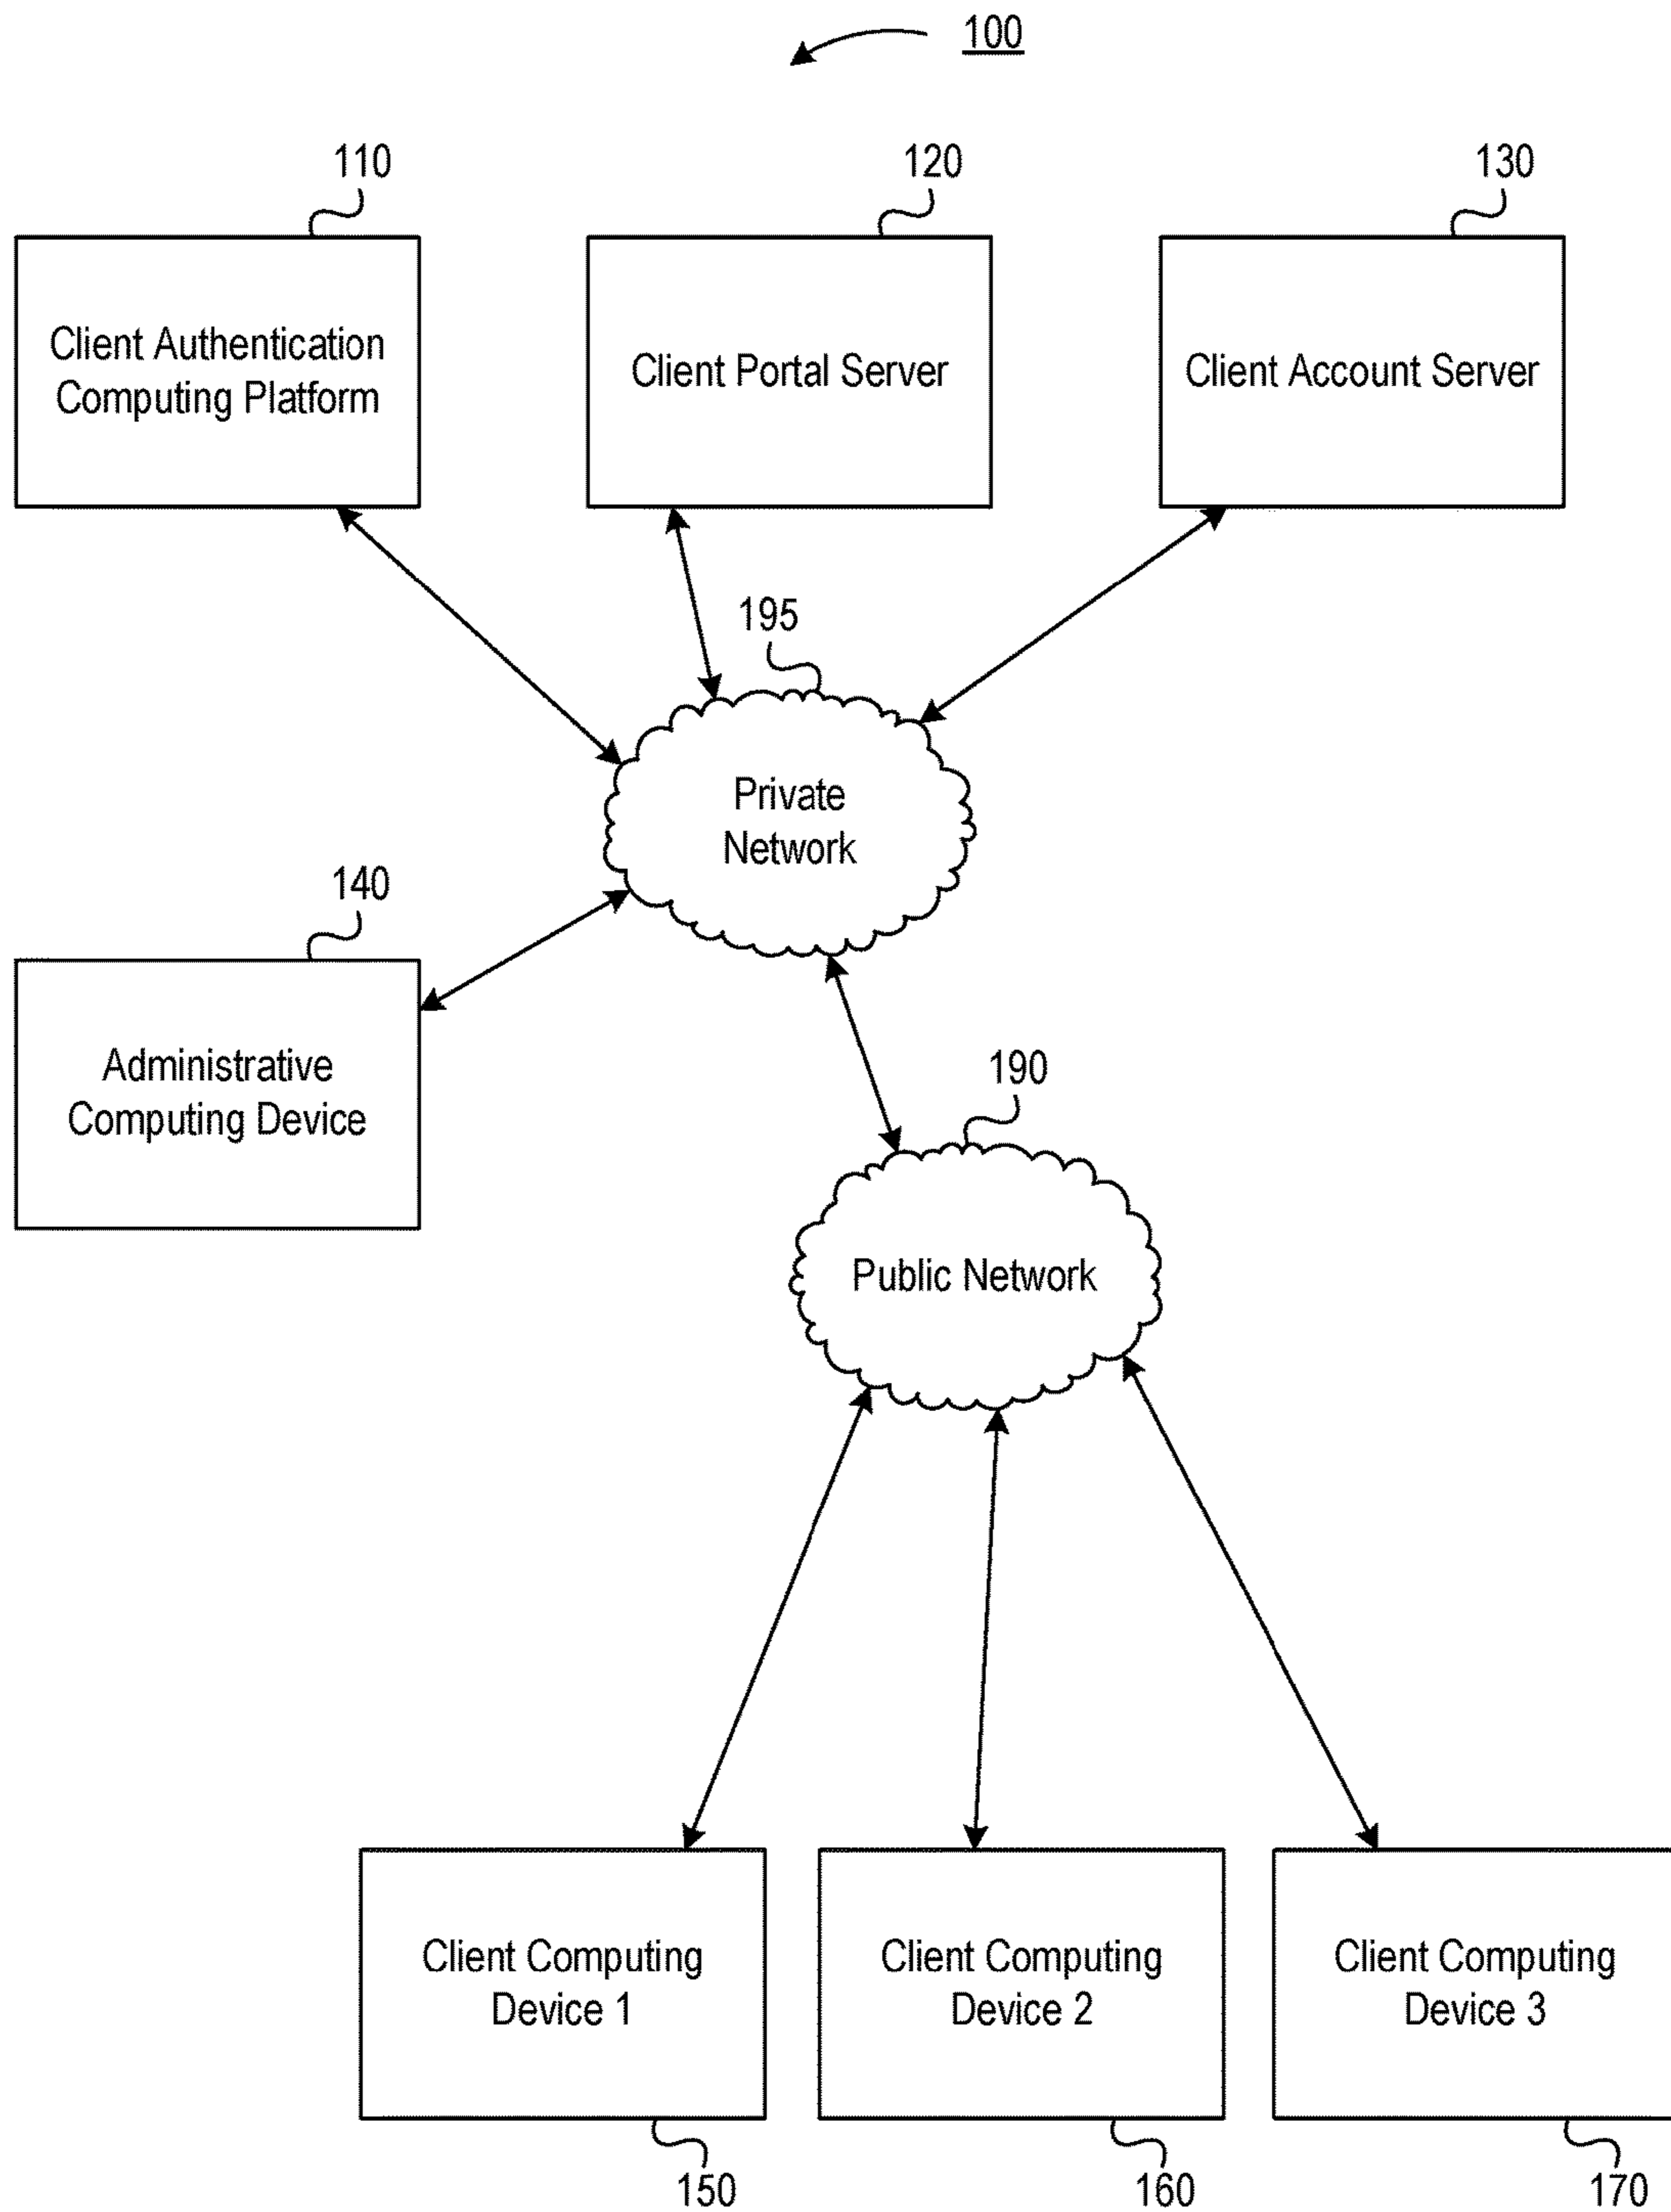 100
110
120
130
Client Authentication
Computing Platform
Client Portal Server
Client Account Server
195
Private
Network
140
Administrative
Computing Device
190
Public Network
Client Computing
Device 1
Client Computing
Device 2
Client Computing
Device 3
150
160
170